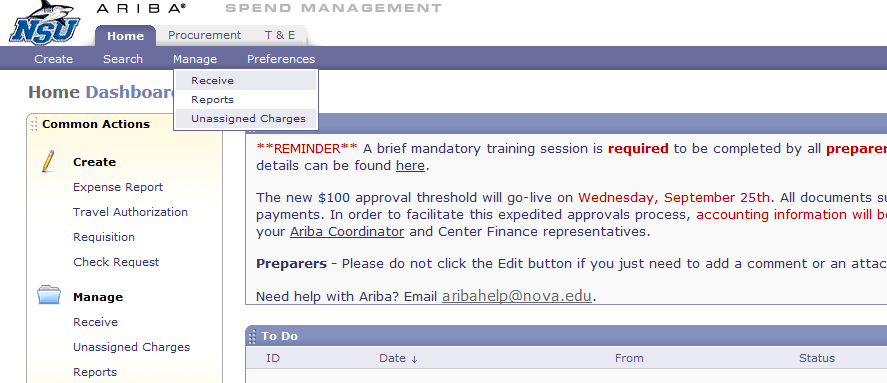 ARIBA® SPEND MANAGEMENT
NSU
Home Procurement T & E
Create Search Manage Preferences
Receive
Reports
Unassigned Charges
Home Dashboar
Common Actions
Create
Expense Report
Travel Authorization
Requisition
Check Request
Manage
Receive
Unassigned Charges
Reports
**REMINDER** A brief mandatory training session is required to be completed by all preparer
details can be found here.
The new $100 approval threshold will go-live on Wednesday, September 25th. All documents su
payments. In order to facilitate this expedited approvals process, accounting information will be
your Ariba Coordinator and Center Finance representatives.
Preparers - Please do not click the Edit button if you just need to add a comment or an attac
Need help with Ariba? Email aribahelp@nova.edu.
To Do
ID Date ↓ From Status